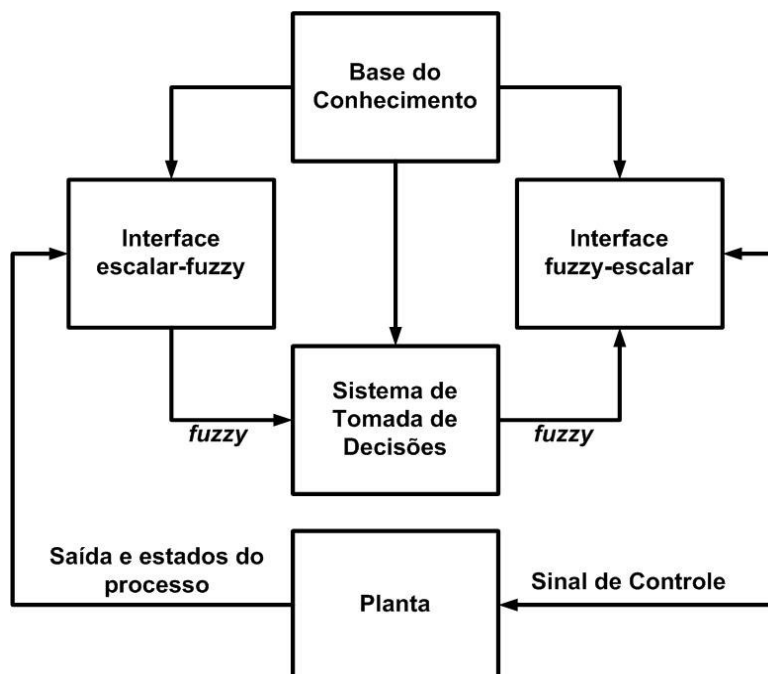 Base do
Conhecimento
Interface
escalar-fuzzy
Interface
fuzzy-escalar
Sistema de
Tomada de
Decisões
fuzzy
fuzzy
Saída e estados do
processo
Planta
Sinal de Controle